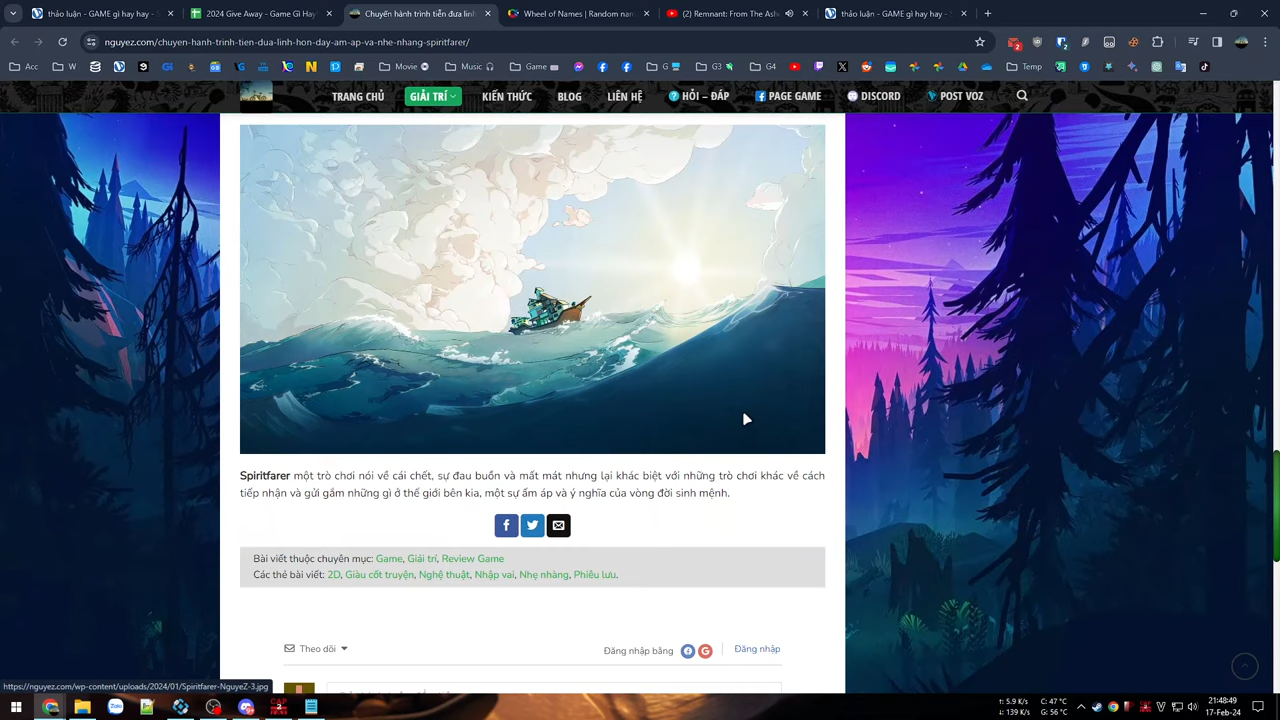 thảo luận - GAME gì hay hay - S
2024 Give Away - GAME Gì Hay
Chuyến hành trình tiễn đưa linh
Wheel of Names | Random nam
(2) Remnant: From The Ashe
thảo luận - GAME gì hay hay - S
nguyez.com/chuyen-hanh-trinh-tien-dua-linh-hon-day-am-ap-va-nhe-nhang-spiritfarer/
Acc
W
Movie
Music
Game
G
G3
G4
Temp
TRANG CHỦ
GIẢI TRÍ
KIẾN THỨC
BLOG
LIÊN HỆ
HỎI – ĐÁP
PAGE GAME
DISCORD
POST VOZ
Spiritfarer một trò chơi nói về cái chết, sự đau buồn và mất mát nhưng lại khác biệt với những trò chơi khác về cách
tiếp nhận và gửi gắm những gì ở thế giới bên kia, một sự ấm áp và ý nghĩa của vòng đời sinh mệnh.
Bài viết thuộc chuyên mục: Game, Giải trí, Review Game
Các thẻ bài viết: 2D, Giàu cốt truyện, Nghệ thuật, Nhập vai, Nhẹ nhàng, Phiêu lưu.
Theo dõi
Đăng nhập bằng
Đăng nhập
https://nguyez.com/wp-content/uploads/2024/01/Spiritfarer-NguyeZ-3.jpg
Zalo
↑: 5.9 K/s
↓: 139 K/s
C: 47 °C
G: 56 °C
21:48:49
17-Feb-24